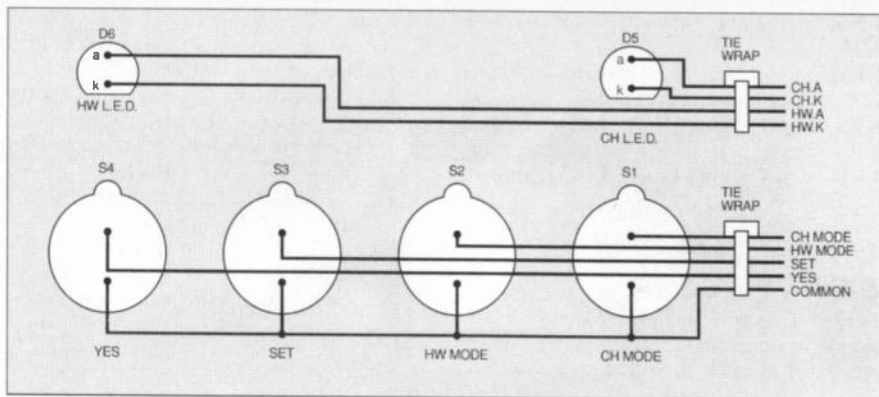 D6
a
k
HW L.E.D.
D5
a
k
CH L.E.D.
TIE
WRAP
CH.A
CH.K
HW.A
HW.K
S4
S3
S2
S1
TIE
WRAP
CH MODE
HW MODE
SET
YES
COMMON
YES
SET
HW MODE
CH MODE